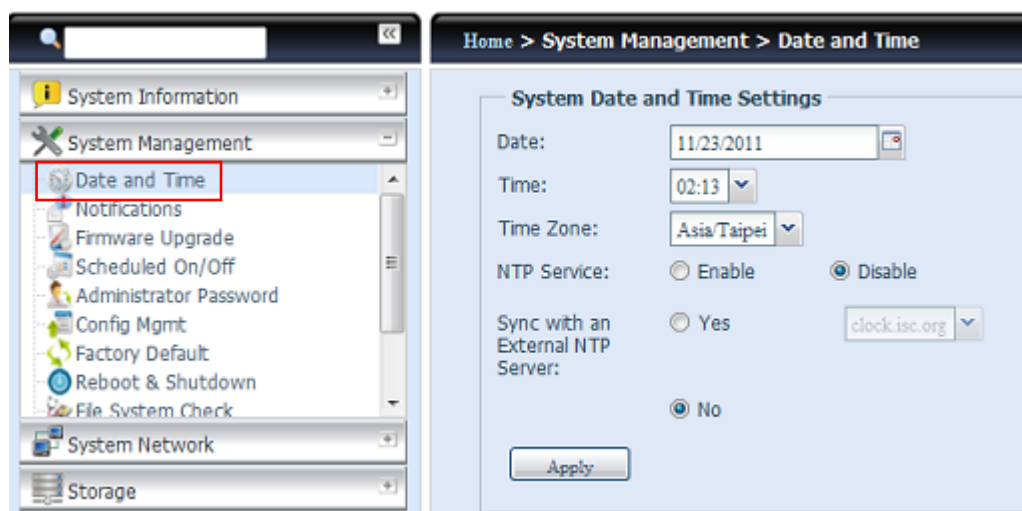 Home > System Management > Date and Time
System Information
System Management
Date and Time
Notifications
Firmware Upgrade
Scheduled On/Off
Administrator Password
Config Mgmt
Factory Default
Reboot & Shutdown
File System Check
System Network
Storage
System Date and Time Settings
Date:
11/23/2011
Time:
02:13
Time Zone:
Asia/Taipei
NTP Service:
Enable
Disable
Sync with an
External NTP
Server:
Yes
clock.isc.org
No
Apply